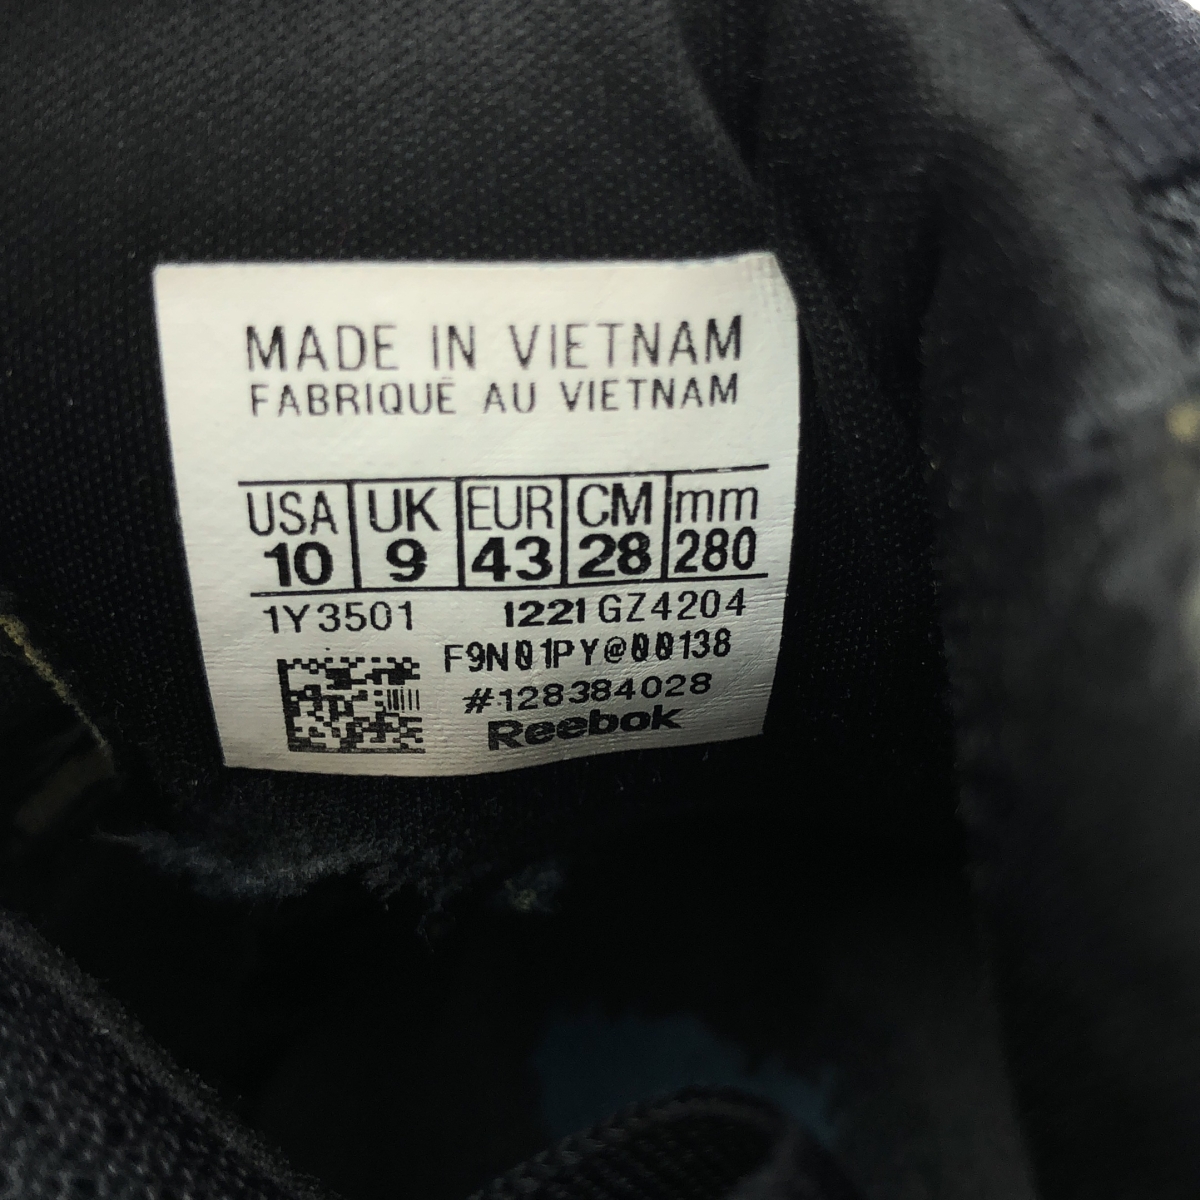 MADE IN VIETNAM
FABRIQUÉ AU VIETNAM
USA UK EUR CM mm
10 9 43 28 280
1Y3501 1221 GZ4204
F9N01PY@00138
#128384028
Reebok